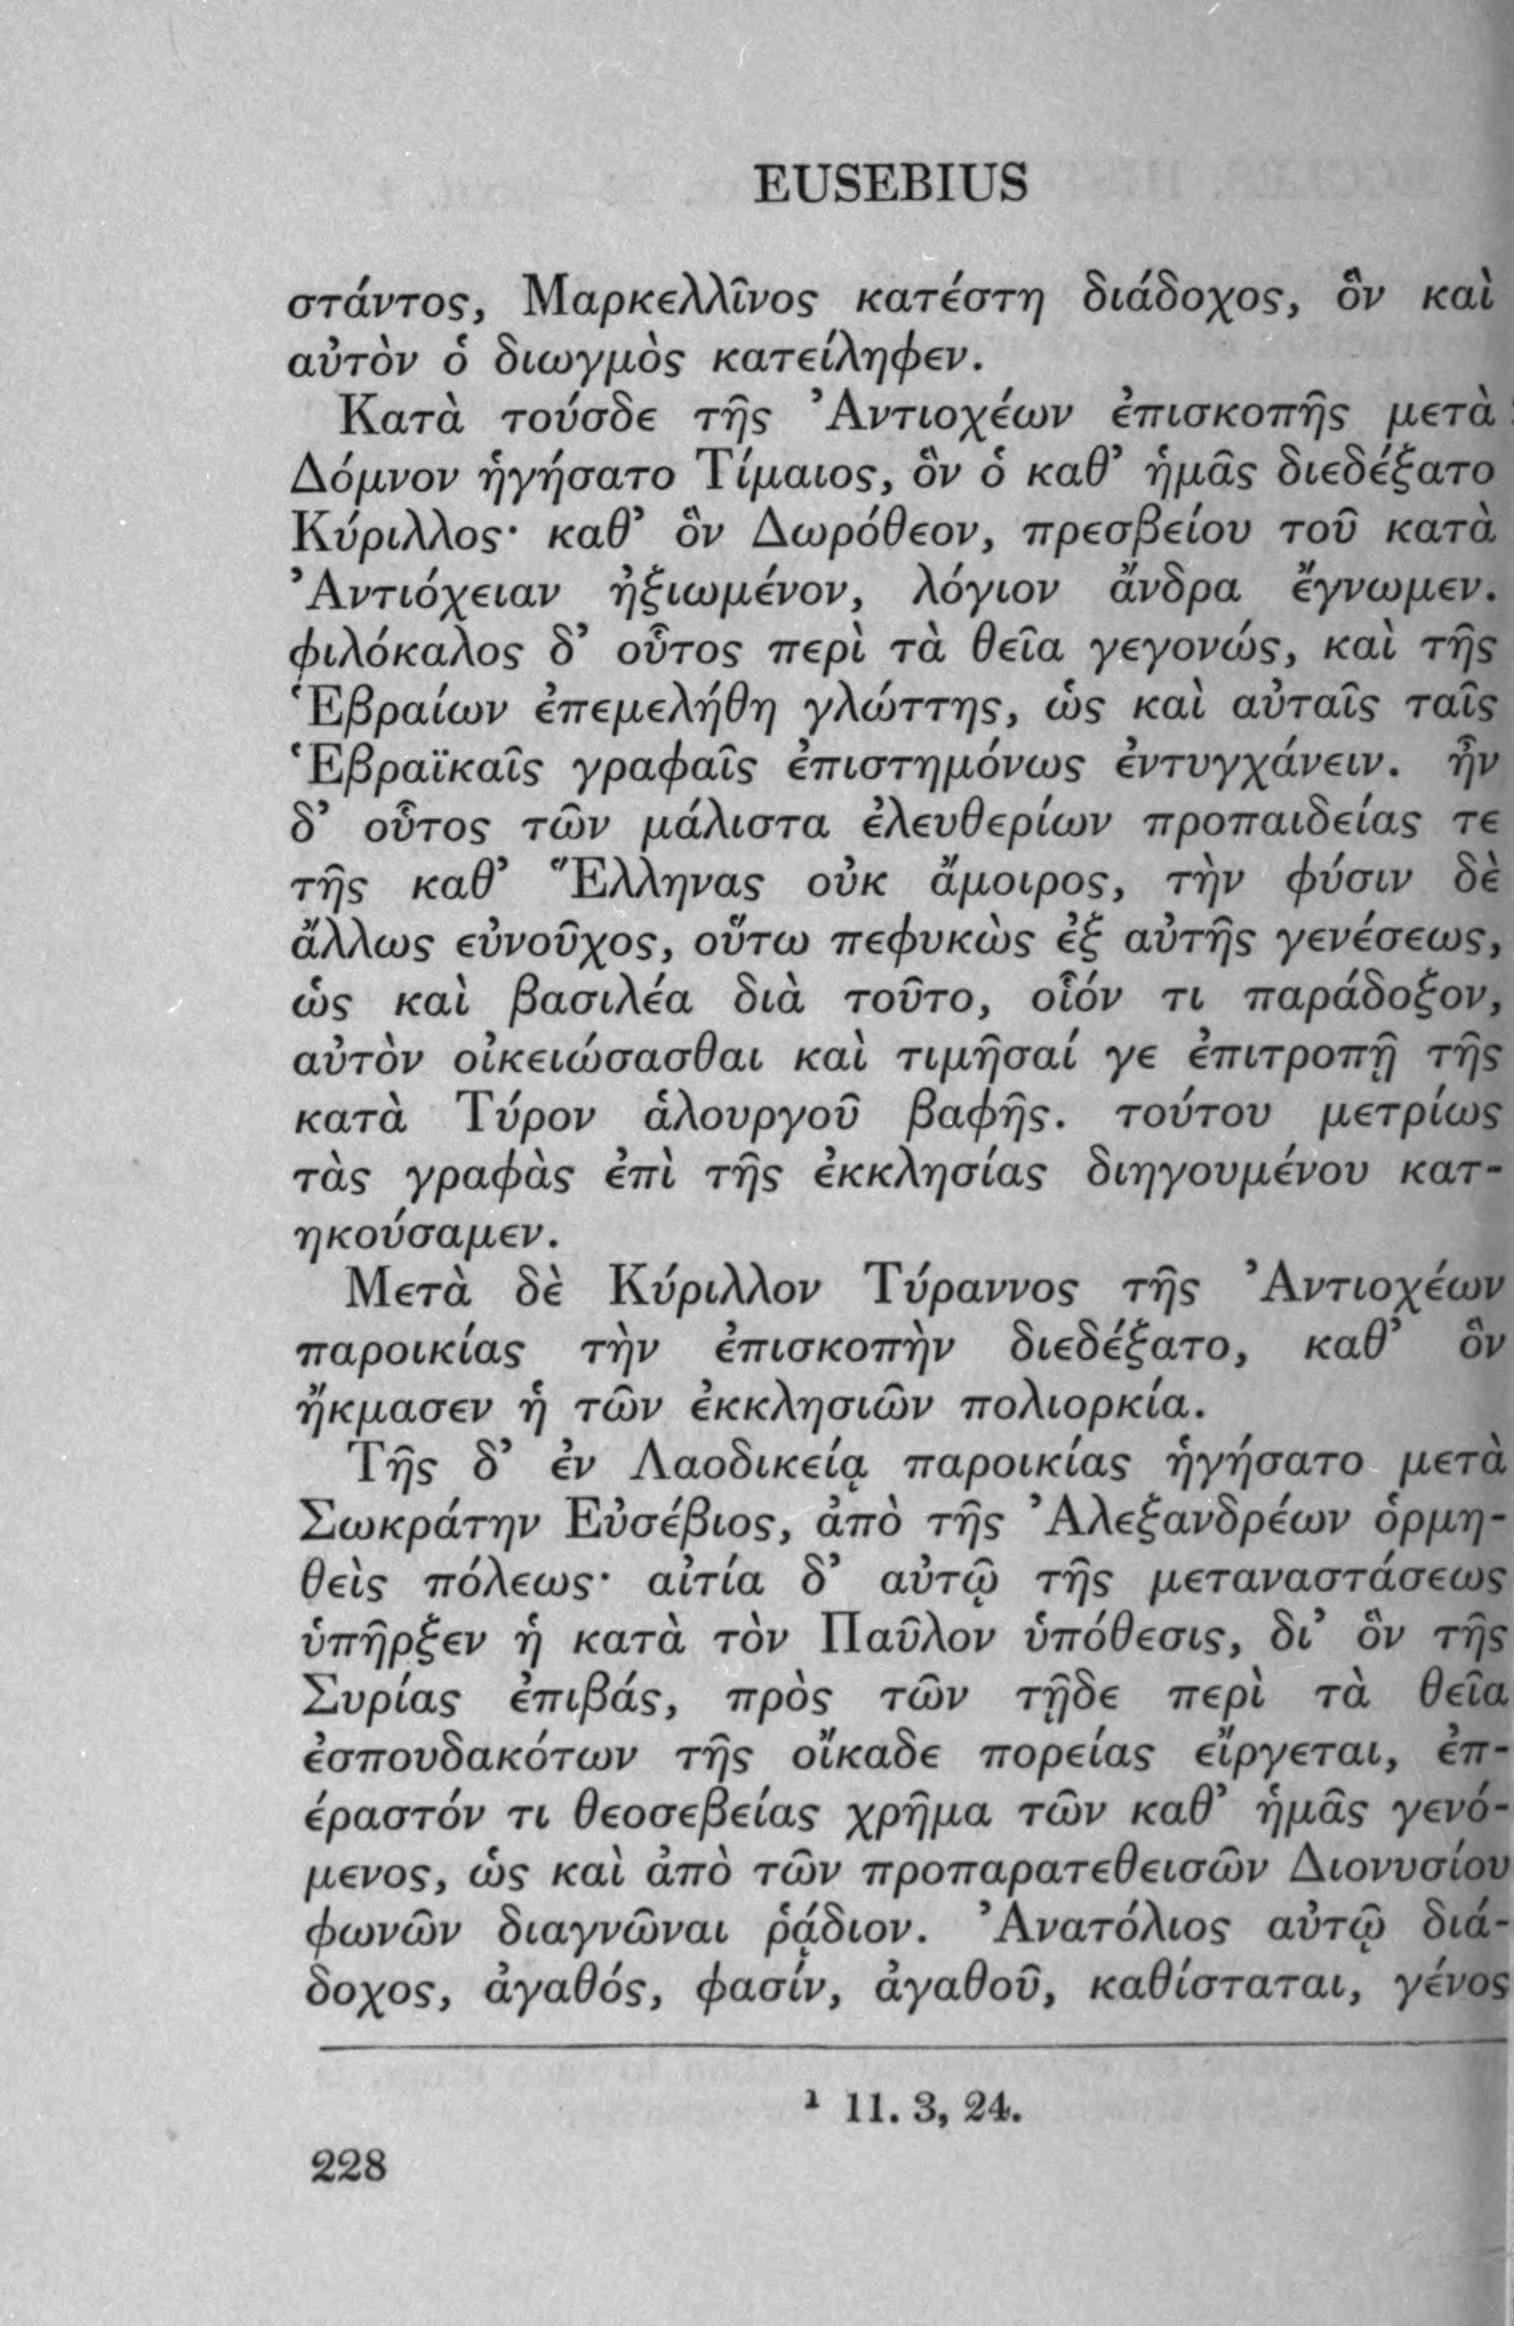 EUSEBIUS
στάντος, Μαρκελλῖνος κατέστη διάδοχος, ὃν καὶ
αὐτὸν ὁ διωγμὸς κατείληφεν.
Κατὰ τούσδε τῆς Ἀντιοχέων ἐπισκοπῆς μετὰ
Δόμνον ἡγήσατο Τίμαιος, ὃν ὁ καθ’ ἡμᾶς διεδέξατο
Κύριλλος· καθ’ ὃν Δωρόθεον, πρεσβείου τοῦ κατὰ
Ἀντιόχειαν ἠξιωμένον, λόγιον ἄνδρα ἔγνωμεν.
φιλόκαλος δ’ οὗτος περὶ τὰ θεῖα γεγονώς, καὶ τῆς
Ἑβραίων ἐπεμελήθη γλώττης, ὡς καὶ αὐταῖς ταῖς
Ἑβραϊκαῖς γραφαῖς ἐπιστημόνως ἐντυγχάνειν. ἦν
δ’ οὗτος τῶν μάλιστα ἐλευθερίων προπαιδείας τε
τῆς καθ’ Ἕλληνας οὐκ ἄμοιρος, τὴν φύσιν δὲ
ἄλλως εὐνοῦχος, οὕτω πεφυκὼς ἐξ αὐτῆς γενέσεως,
ὡς καὶ βασιλέα διὰ τοῦτο, οἷόν τι παράδοξον,
αὐτὸν οἰκειώσασθαι καὶ τιμῆσαί γε ἐπιτροπῇ τῆς
κατὰ Τύρον ἁλουργοῦ βαφῆς. τούτου μετρίως
τὰς γραφὰς ἐπὶ τῆς ἐκκλησίας διηγουμένου κατ-
ηκούσαμεν.
Μετὰ δὲ Κύριλλον Τύραννος τῆς Ἀντιοχέων
παροικίας τὴν ἐπισκοπὴν διεδέξατο, καθ’ ὃν
ἤκμασεν ἡ τῶν ἐκκλησιῶν πολιορκία.
Τῆς δ’ ἐν Λαοδικείᾳ παροικίας ἡγήσατο μετὰ
Σωκράτην Εὐσέβιος, ἀπὸ τῆς Ἀλεξανδρέων ὁρμη-
θεὶς πόλεως· αἰτία δ’ αὐτῷ τῆς μεταναστάσεως
ὑπῆρξεν ἡ κατὰ τὸν Παῦλον ὑπόθεσις, δι’ ὃν τῆς
Συρίας ἐπιβάς, πρὸς τῶν τῇδε περὶ τὰ θεῖα
ἐσπουδακότων τῆς οἴκαδε πορείας εἴργεται, ἐπ-
έραστόν τι θεοσεβείας χρῆμα τῶν καθ’ ἡμᾶς γενό-
μενος, ὡς καὶ ἀπὸ τῶν προπαρατεθεισῶν Διονυσίου
φωνῶν διαγνῶναι ῥᾴδιον. Ἀνατόλιος αὐτῷ διά-
δοχος, ἀγαθός, φασίν, ἀγαθοῦ, καθίσταται, γένος
¹ 11. 3, 24.
228